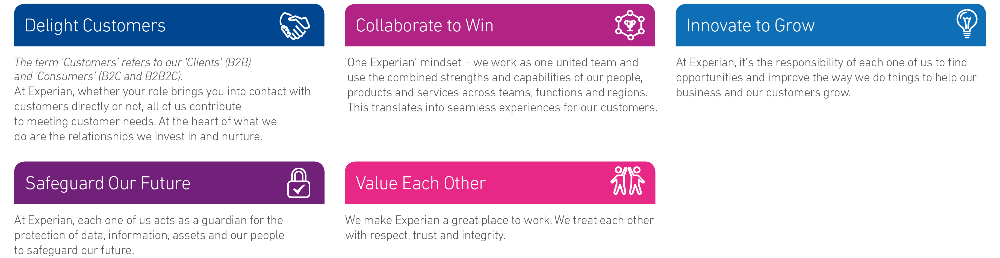 Delight Customers
The term ‘Customers’ refers to our ‘Clients’ (B2B)
and ‘Consumers’ (B2C and B2B2C).
At Experian, whether your role brings you into contact with
customers directly or not, all of us contribute
to meeting customer needs. At the heart of what we
do are the relationships we invest in and nurture.
Collaborate to Win
‘One Experian’ mindset – we work as one united team and
use the combined strengths and capabilities of our people,
products and services across teams, functions and regions.
This translates into seamless experiences for our customers.
Innovate to Grow
At Experian, it’s the responsibility of each one of us to find
opportunities and improve the way we do things to help our
business and our customers grow.
Safeguard Our Future
At Experian, each one of us acts as a guardian for the
protection of data, information, assets and our people
to safeguard our future.
Value Each Other
We make Experian a great place to work. We treat each other
with respect, trust and integrity.